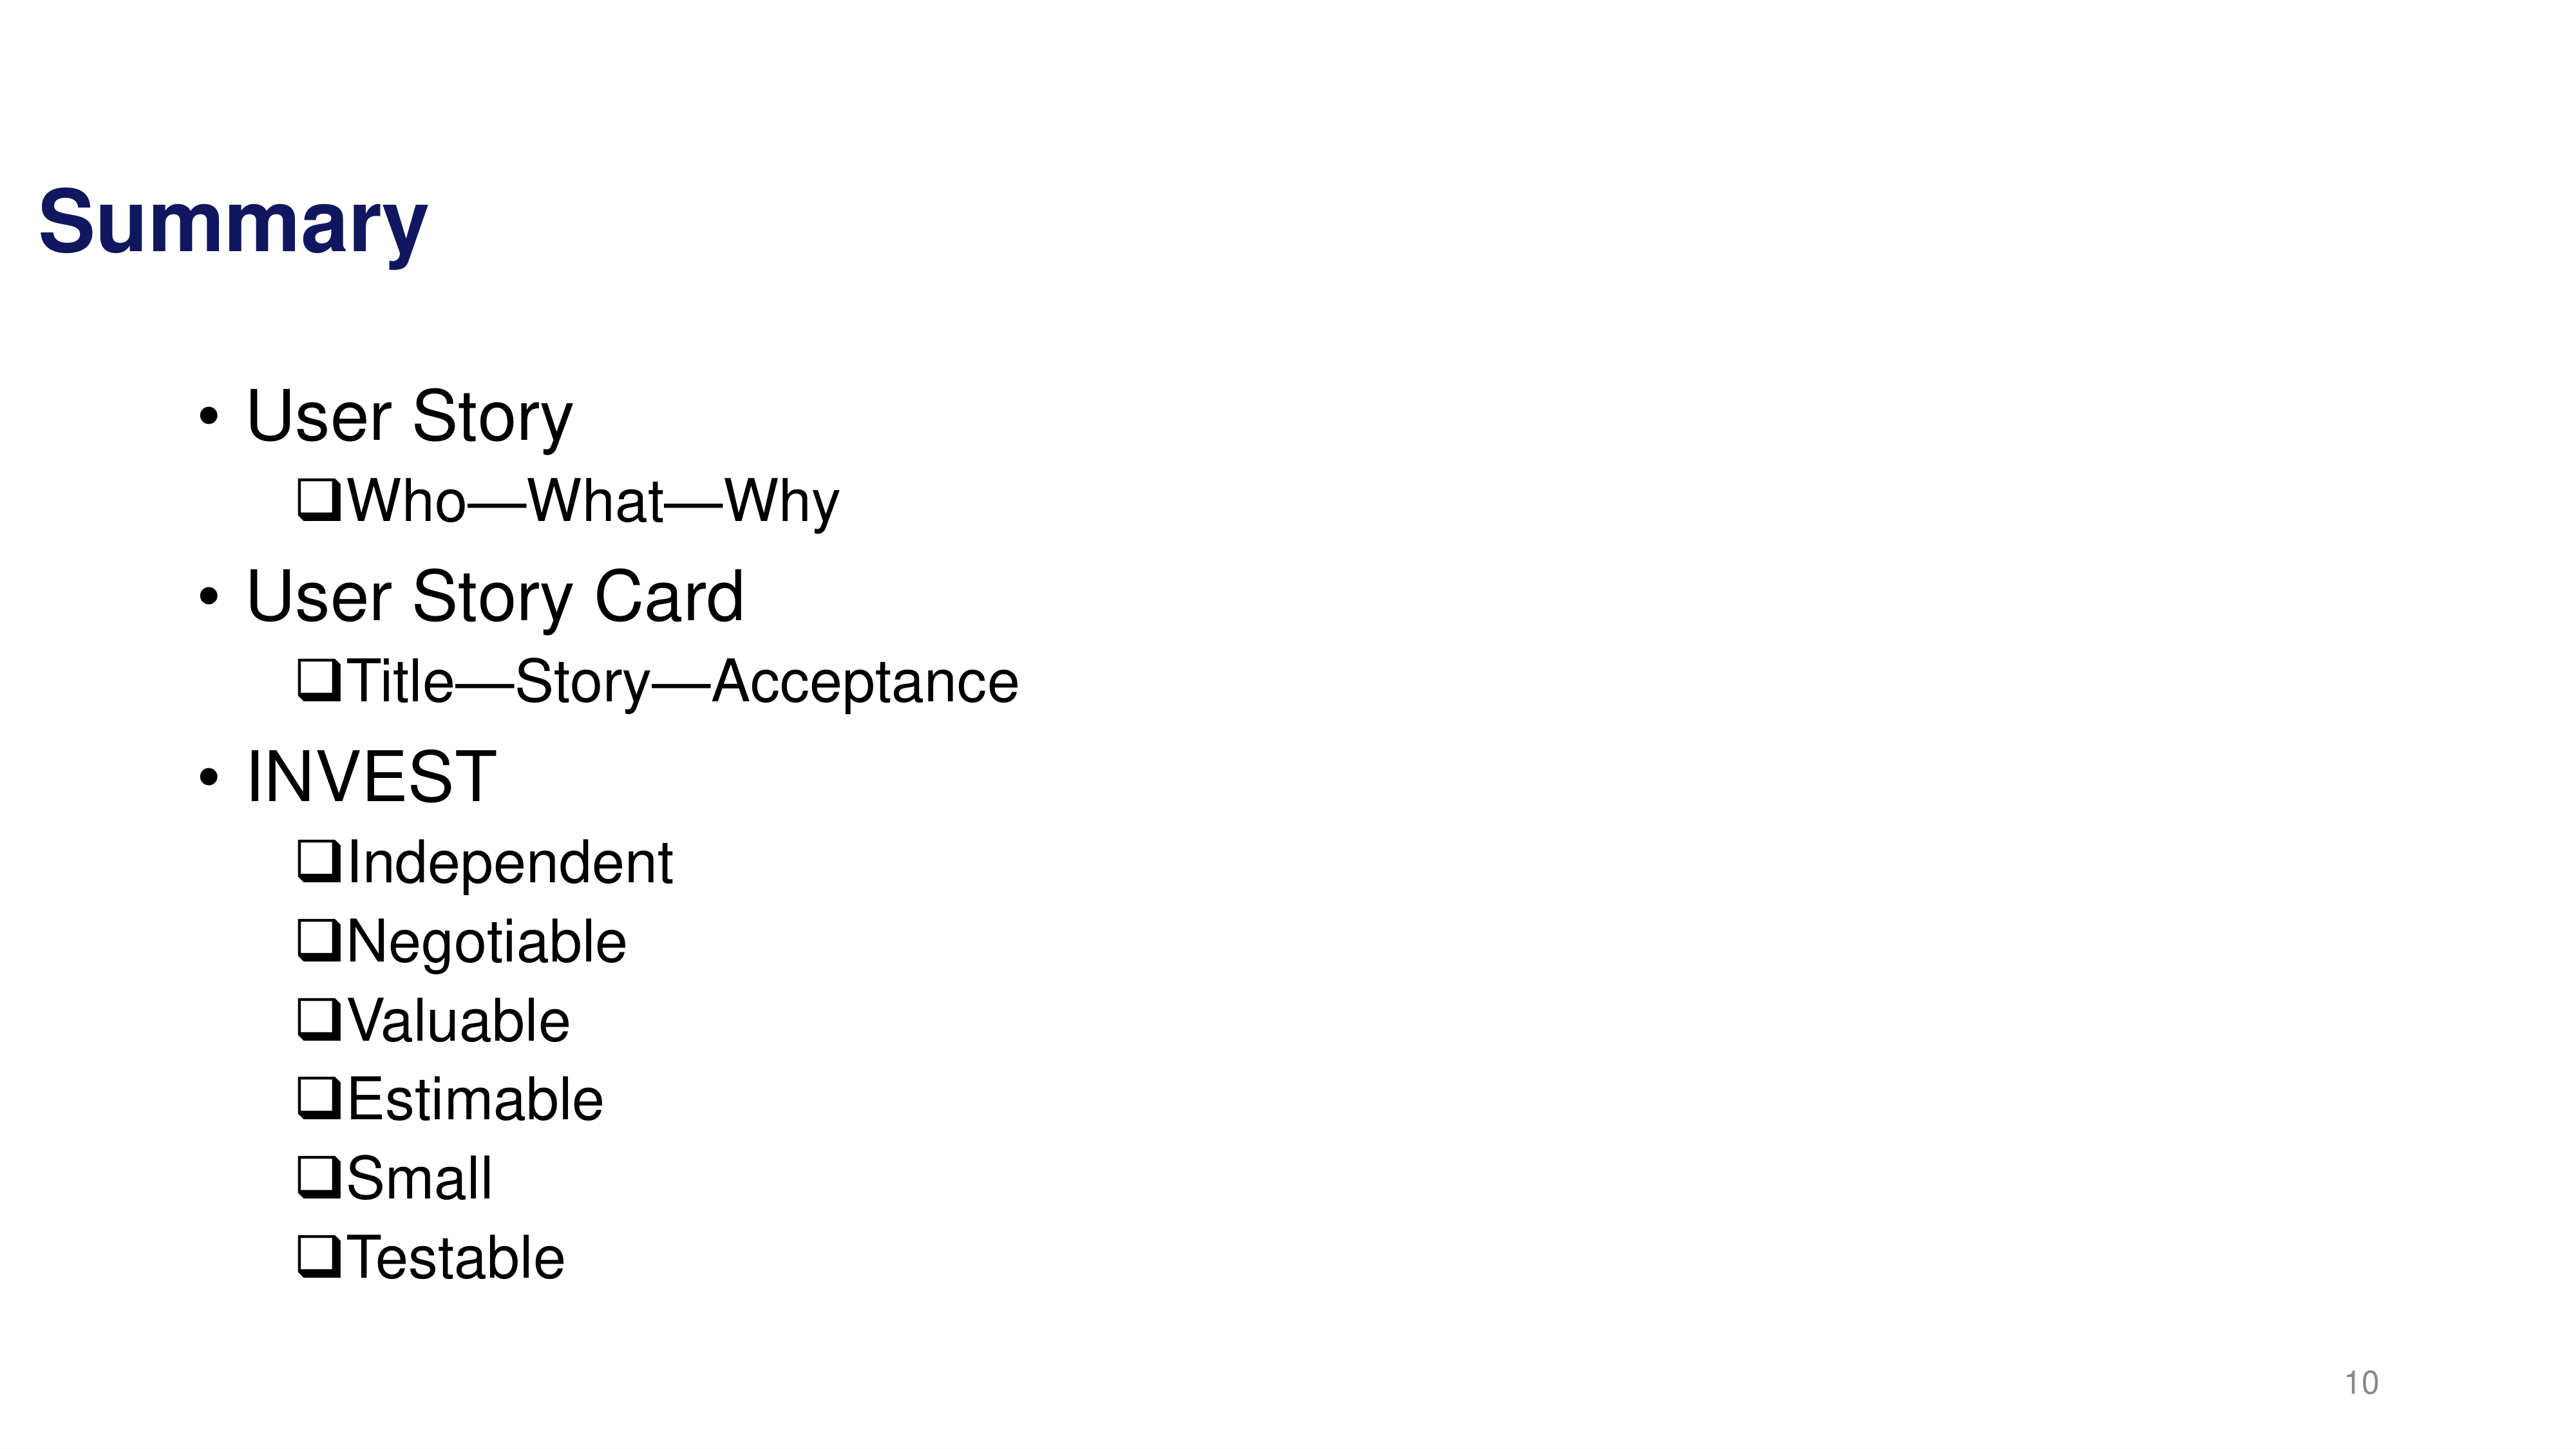 Summary
• User Story
❑Who—What—Why
• User Story Card
❑Title—Story—Acceptance
• INVEST
❑Independent
❑Negotiable
❑Valuable
❑Estimable
❑Small
❑Testable
10